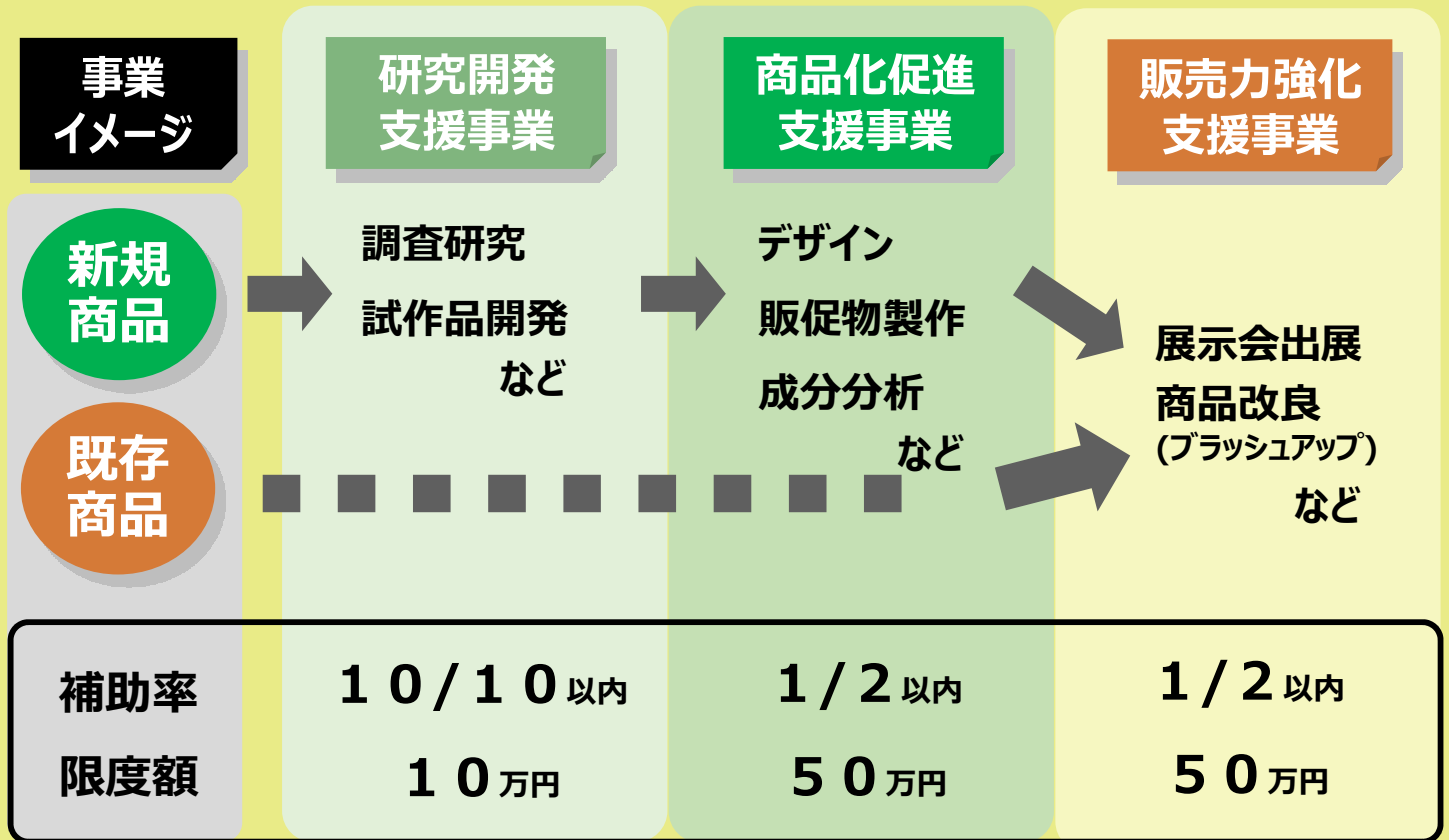 事業
イメージ
研究開発
支援事業
商品化促進
支援事業
販売力強化
支援事業
新規
商品
調査研究
試作品開発
など
デザイン
販促物製作
成分分析
など
展示会出展
商品改良
(ブラッシュアップ)
など
既存
商品
補助率
１０/１０以内
１/２以内
１/２以内
限度額
１０万円
５０万円
５０万円